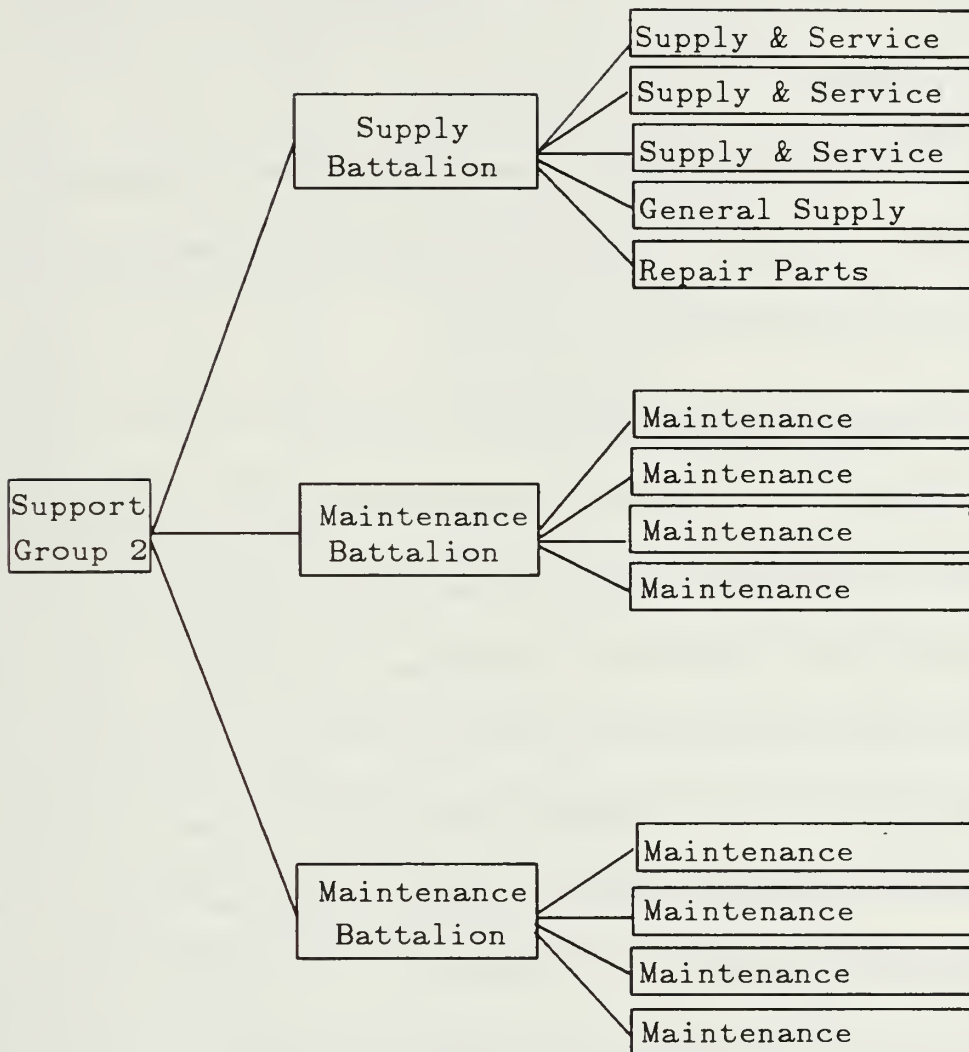 Supply & Service
Supply & Service
Supply
Battalion
Supply & Service
General Supply
Repair Parts
Maintenance
Maintenance
Support
Group 2
Maintenance
Battalion
Maintenance
Maintenance
Maintenance
Maintenance
Battalion
Maintenance
Maintenance
Maintenance